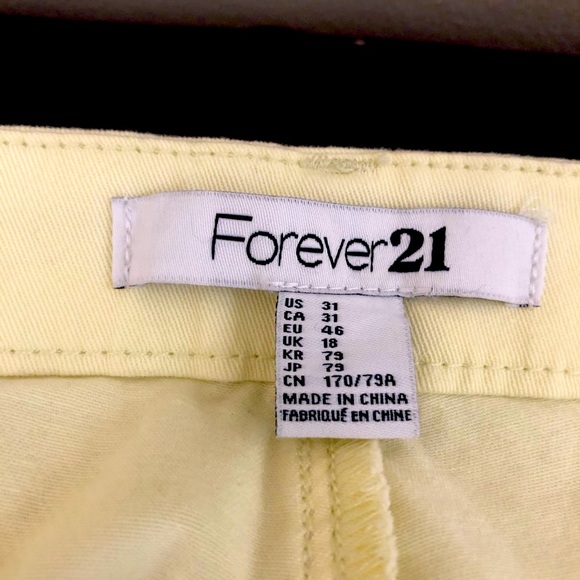 Forever21
US 31
CA 31
EU 46
UK 18
KR 79
JP 79
CN 170/79A
MADE IN CHINA
FABRIQUÉ EN CHINE